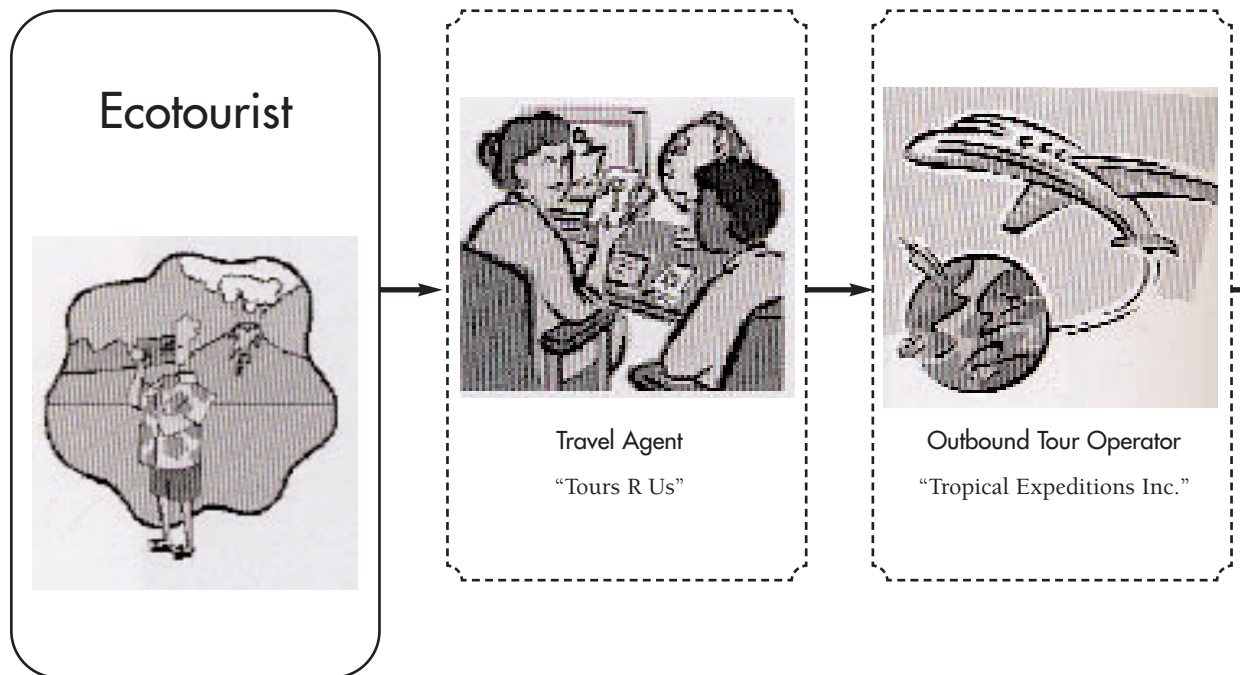 Ecotourist
Travel Agent
“Tours R Us”
Outbound Tour Operator
“Tropical Expeditions Inc.”